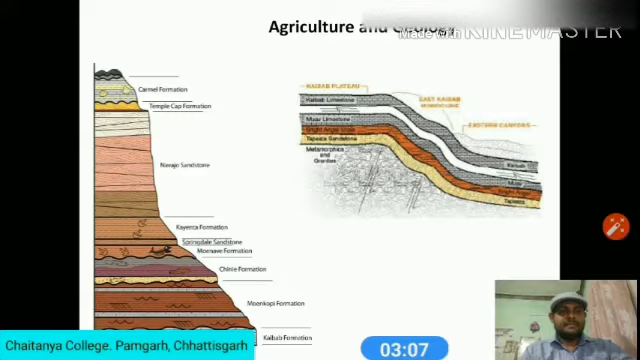 Agriculture and Geology
Made with KINEMASTER
Carmel Formation
Temple Cap Formation
Navajo Sandstone
Kayenta Formation
Springdale Sandstone
Moenave Formation
Chinle Formation
Moenkopi Formation
Kaibab Formation
KAIBAB PLATEAU
EAST KAIBAB
MONOCLINE
EASTERN CANYONS
Kaibab Limestone
Muav Limestone
Bright Angel Shale
Tapeats Sandstone
Metamorphics
and
Granites
Kaibab
Muav
Bright Angel
Tapeats
Chaitanya College. Pamgarh, Chhattisgarh
03:07